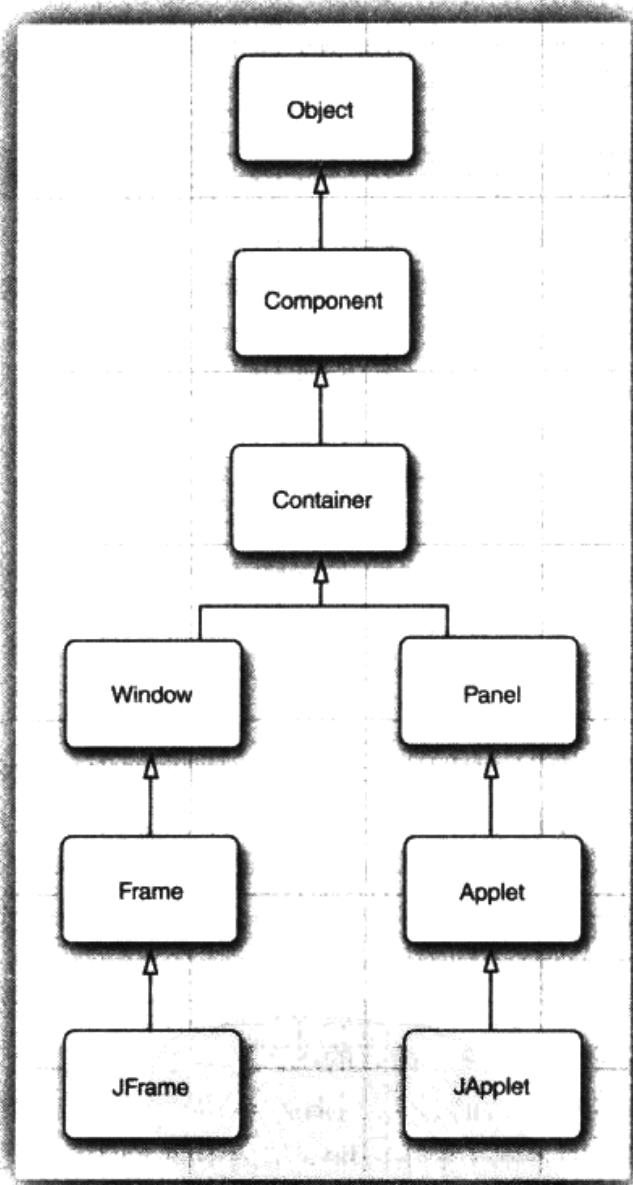 Object
Component
Container
Window
Panel
Frame
Applet
JFrame
JApplet